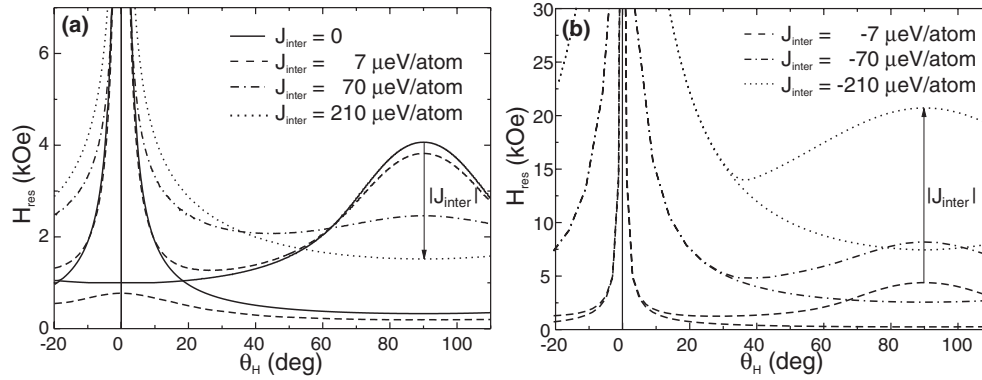 (a)
J_inter = 0
J_inter = 7 μeV/atom
J_inter = 70 μeV/atom
J_inter = 210 μeV/atom
|J_inter|
H_res (kOe)
6
4
2
0
-20 0 20 40 60 80 100
θ_H (deg)
(b)
J_inter = -7 μeV/atom
J_inter = -70 μeV/atom
J_inter = -210 μeV/atom
|J_inter|
H_res (kOe)
30
25
20
15
10
5
0
-20 0 20 40 60 80 100
θ_H (deg)